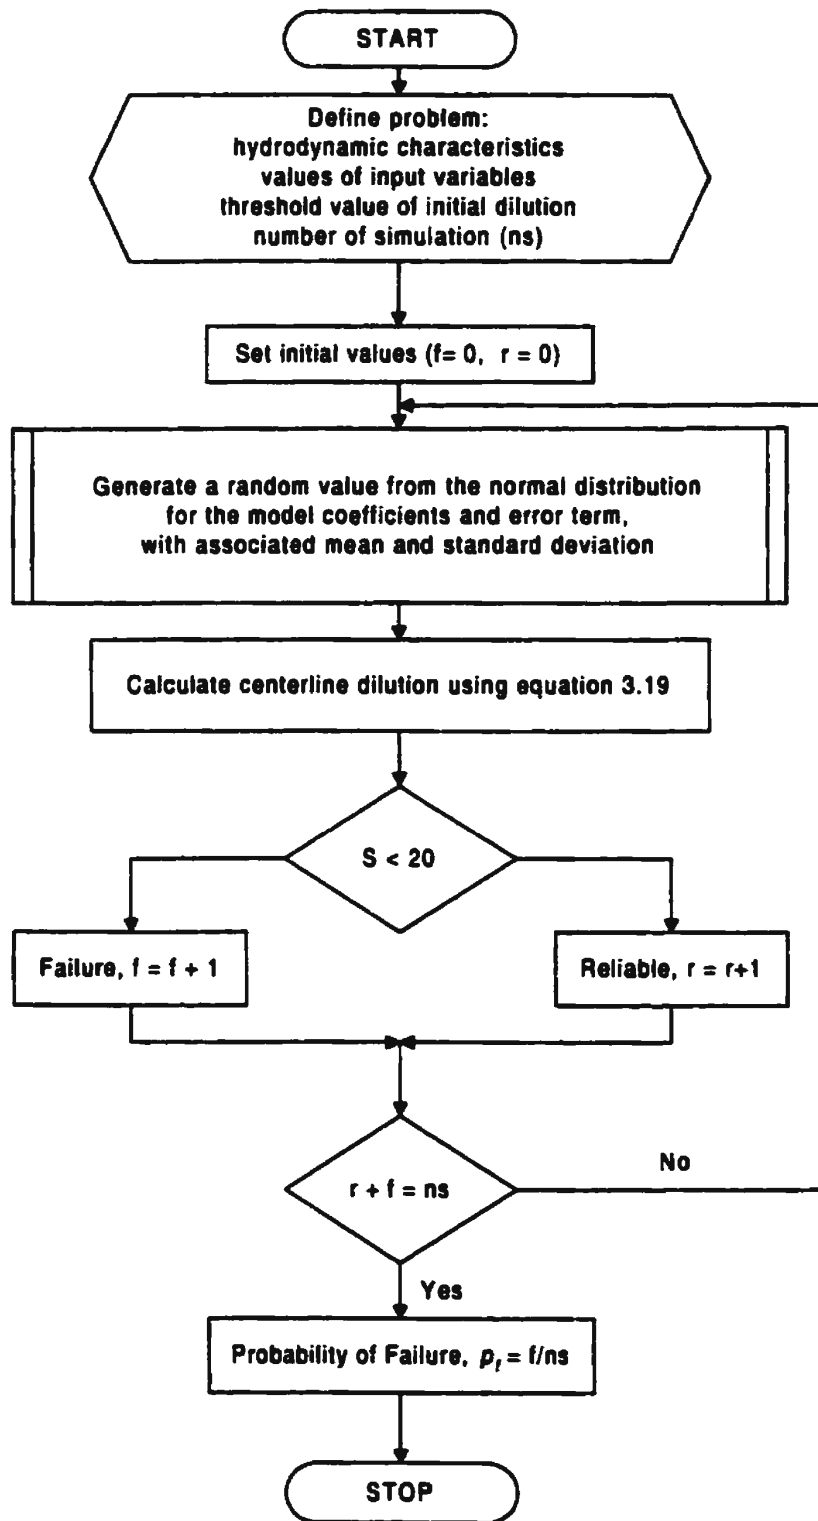 START
Define problem:
hydrodynamic characteristics
values of input variables
threshold value of initial dilution
number of simulation (ns)
Set initial values (f= 0, r = 0)
Generate a random value from the normal distribution
for the model coefficients and error term,
with associated mean and standard deviation
Calculate centerline dilution using equation 3.19
S < 20
Failure, f = f + 1
Reliable, r = r+1
r + f = ns
No
Yes
Probability of Failure, p_f = f/ns
STOP